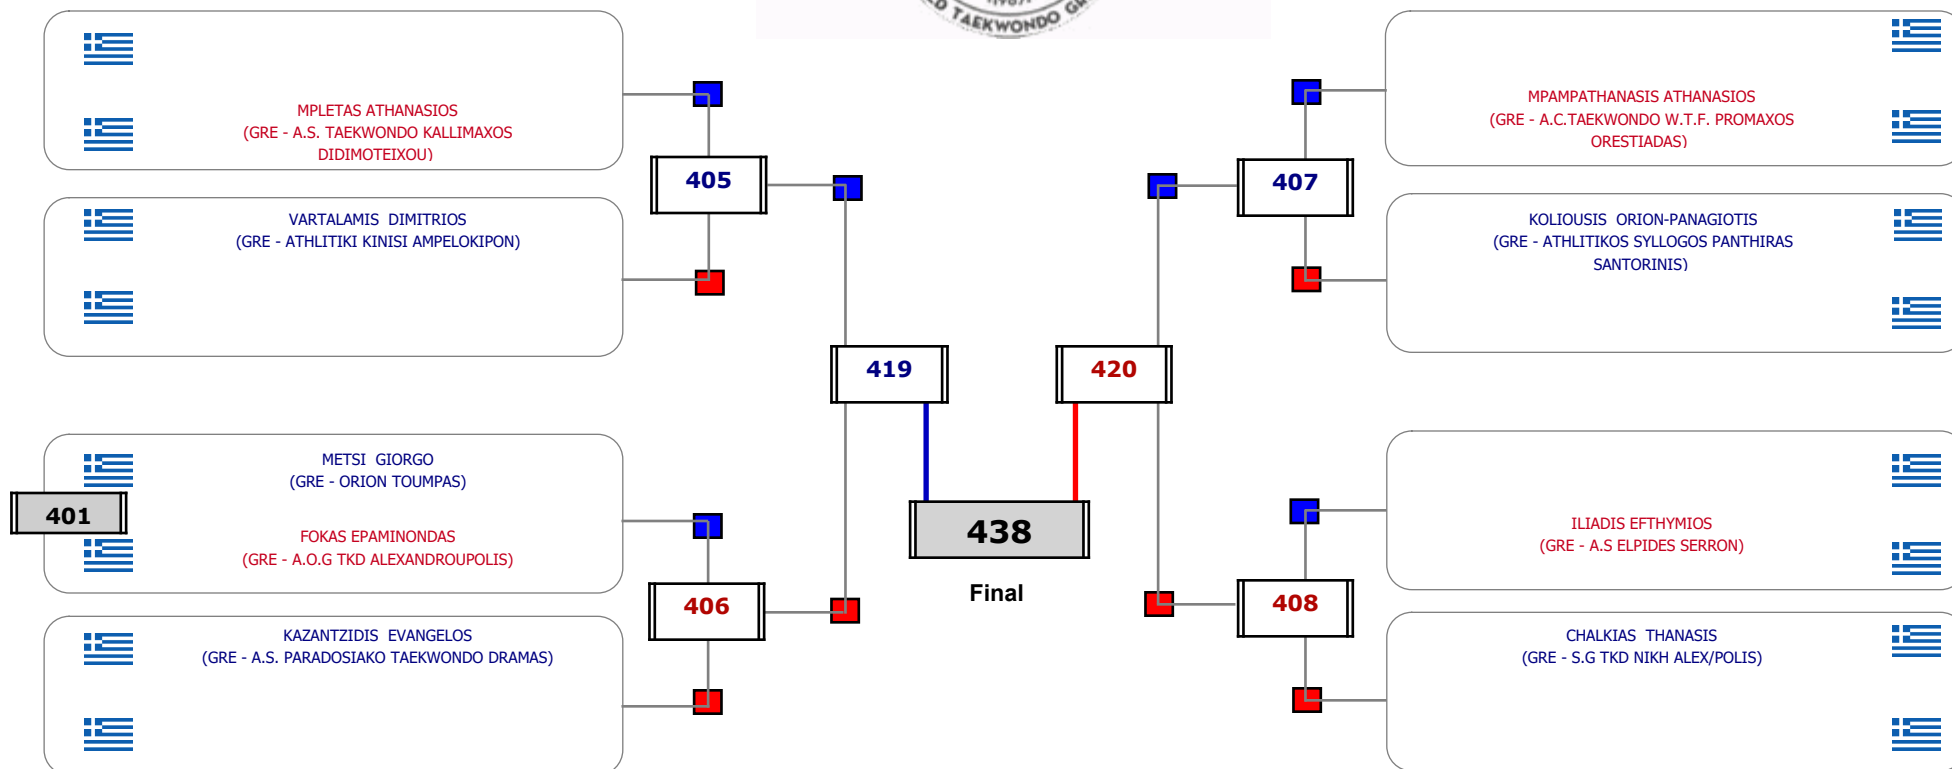 TAEKWONDO
MPLETAS ATHANASIOS
(GRE - A.S. TAEKWONDO KALLIMAXOS
DIDIMOTEIXOU)
VARTALAMIS DIMITRIOS
(GRE - ATHLITIKI KINISI AMPELOKIPON)
405
METSI GIORGO
(GRE - ORION TOUMPAS)
401
FOKAS EPAMINONDAS
(GRE - A.O.G TKD ALEXANDROUPOLIS)
406
KAZANTZIDIS EVANGELOS
(GRE - A.S. PARADOSIAKO TAEKWONDO DRAMAS)
419
420
438
Final
MPAMPATHANASIS ATHANASIOS
(GRE - A.C.TAEKWONDO W.T.F. PROMAXOS
ORESTIADAS)
407
KOLIOUSIS ORION-PANAGIOTIS
(GRE - ATHLITIKOS SYLLOGOS PANTHIRAS
SANTORINIS)
ILIADIS EFTHYMIOS
(GRE - A.S ELPIDES SERRON)
408
CHALKIAS THANASIS
(GRE - S.G TKD NIKH ALEX/POLIS)